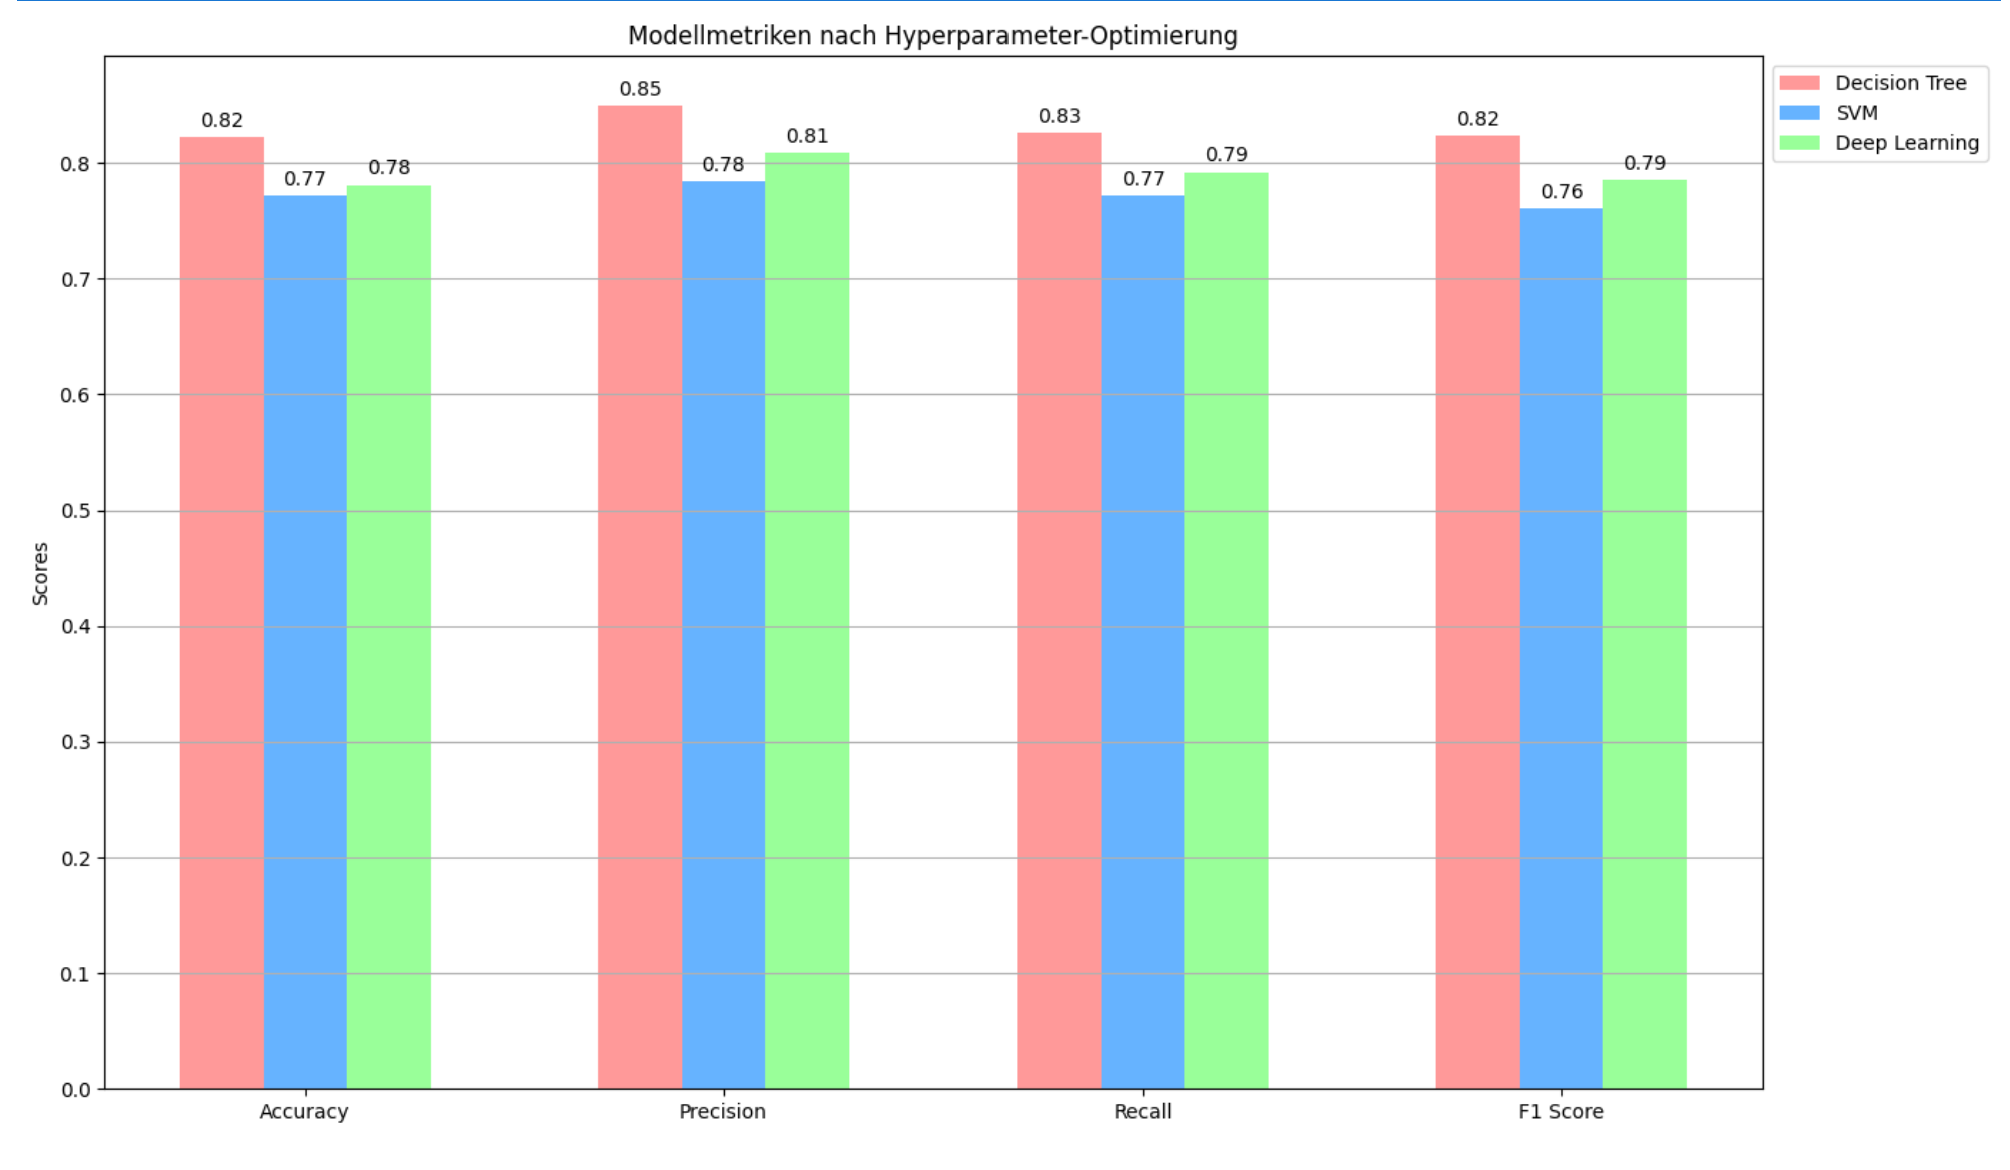 Modellmetriken nach Hyperparameter-Optimierung
Decision Tree
SVM
Deep Learning
Scores
0.8
0.7
0.6
0.5
0.4
0.3
0.2
0.1
0.0
0.82
0.77
0.78
0.85
0.78
0.81
0.83
0.77
0.79
0.82
0.76
0.79
Accuracy
Precision
Recall
F1 Score